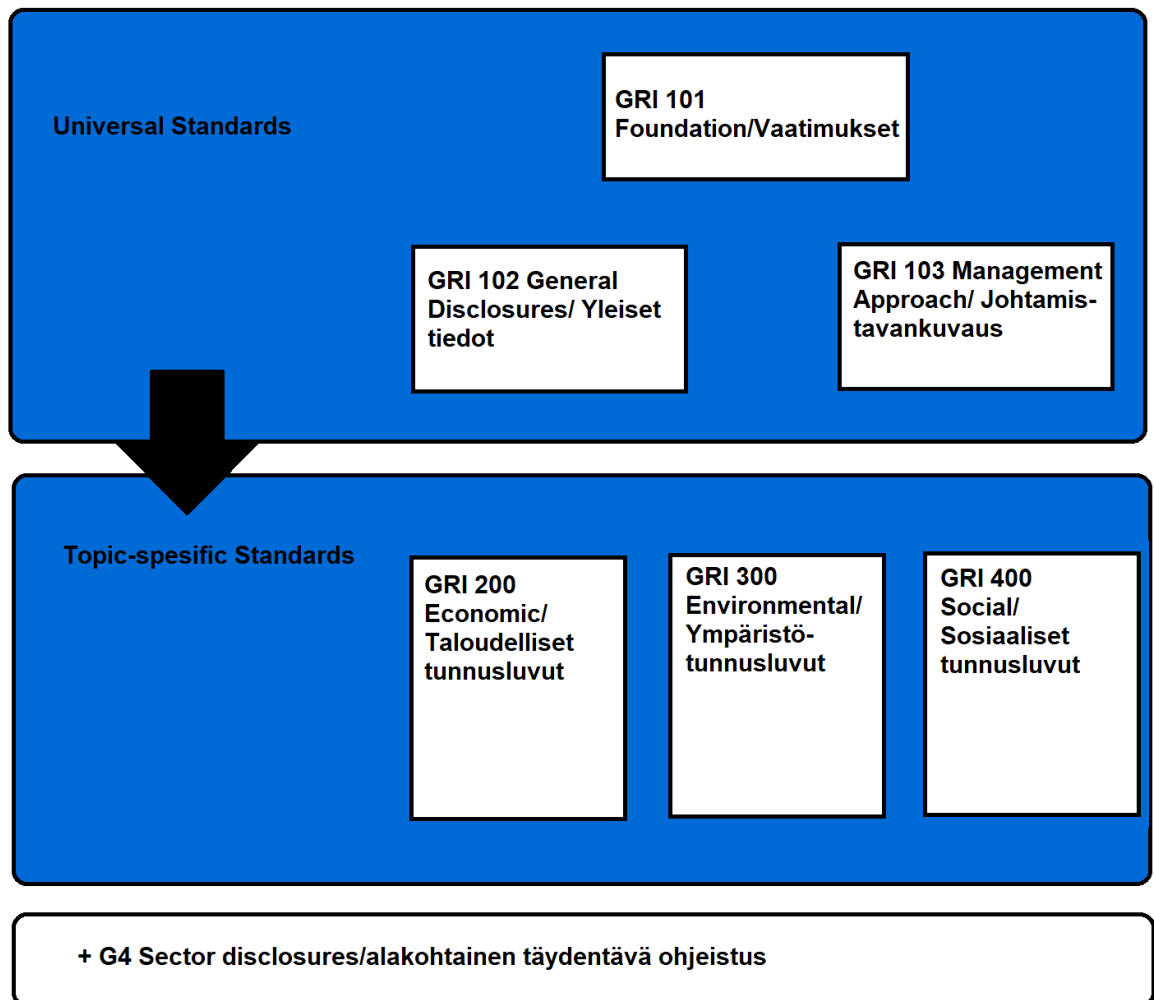 Universal Standards
GRI 101
Foundation/Vaatimukset
GRI 102 General
Disclosures/ Yleiset
tiedot
GRI 103 Management
Approach/ Johtamis-
tavankuvaus
Topic-spesific Standards
GRI 200
Economic/
Taloudelliset
tunnusluvut
GRI 300
Environmental/
Ympäristö-
tunnusluvut
GRI 400
Social/
Sosiaaliset
tunnusluvut
+ G4 Sector disclosures/alakohtainen täydentävä ohjeistus